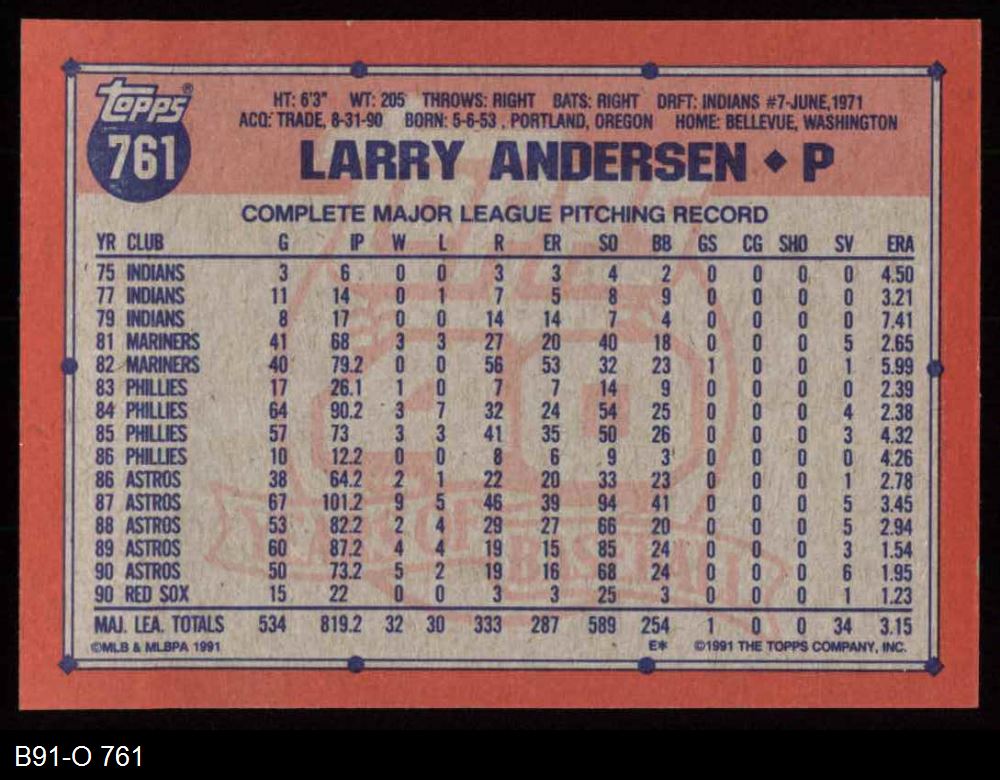 topps®
761
HT: 6'3" WT: 205 THROWS: RIGHT BATS: RIGHT DRFT: INDIANS #7-JUNE,1971
ACQ: TRADE, 8-31-90 BORN: 5-6-53 , PORTLAND, OREGON HOME: BELLEVUE, WASHINGTON
LARRY ANDERSEN ◆ P
COMPLETE MAJOR LEAGUE PITCHING RECORD
YR CLUB G IP W L R ER SO BB GS CG SHO SV ERA
75 INDIANS 3 6 0 0 3 3 4 2 0 0 0 0 4.50
77 INDIANS 11 14 0 1 7 5 8 9 0 0 0 0 3.21
79 INDIANS 8 17 0 0 14 14 7 4 0 0 0 0 7.41
81 MARINERS 41 68 3 3 27 20 40 18 0 0 0 5 2.65
82 MARINERS 40 79.2 0 0 56 53 32 23 1 0 0 1 5.99
83 PHILLIES 17 26.1 1 0 7 7 14 9 0 0 0 0 2.39
84 PHILLIES 64 90.2 3 7 32 24 54 25 0 0 0 4 2.38
85 PHILLIES 57 73 3 3 41 35 50 26 0 0 0 3 4.32
86 PHILLIES 10 12.2 0 0 8 6 9 3 0 0 0 0 4.26
86 ASTROS 38 64.2 2 1 22 20 33 23 0 0 0 1 2.78
87 ASTROS 67 101.2 9 5 46 39 94 41 0 0 0 5 3.45
88 ASTROS 53 82.2 2 4 29 27 66 20 0 0 0 5 2.94
89 ASTROS 60 87.2 4 4 19 15 85 24 0 0 0 3 1.54
90 ASTROS 50 73.2 5 2 19 16 68 24 0 0 0 6 1.95
90 RED SOX 15 22 0 0 3 3 25 3 0 0 0 1 1.23
MAJ. LEA. TOTALS 534 819.2 32 30 333 287 589 254 1 0 0 34 3.15
©MLB & MLBPA 1991 E* ©1991 THE TOPPS COMPANY, INC.
40
YEARS OF BASEBALL
B91-O 761